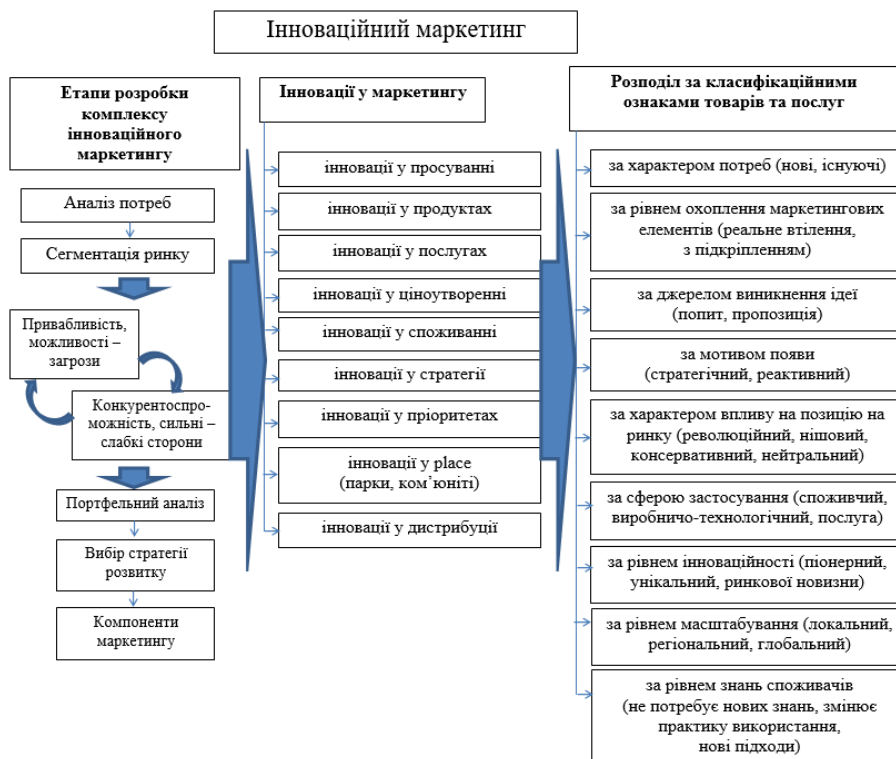 Інноваційний маркетинг
Етапи розробки
комплексу
інноваційного
маркетингу
Аналіз потреб
Сегментація ринку
Привабливість,
можливості –
загрози
Конкурентоспро-
можність, сильні –
слабкі сторони
Портфельний аналіз
Вибір стратегії
розвитку
Компоненти
маркетингу
Інновації у маркетингу
інновації у просуванні
інновації у продуктах
інновації у послугах
інновації у ціноутворенні
інновації у споживанні
інновації у стратегії
інновації у пріоритетах
інновації у place
(парки, ком’юніті)
інновації у дистрибуції
Розподіл за класифікаційними
ознаками товарів та послуг
за характером потреб (нові, існуючі)
за рівнем охоплення маркетингових
елементів (реальне втілення,
з підкріпленням)
за джерелом виникнення ідеї
(попит, пропозиція)
за мотивом появи
(стратегічний, реактивний)
за характером впливу на позицію на
ринку (революційний, нішовий,
консервативний, нейтральний)
за сферою застосування (споживчий,
виробничо-технологічний, послуга)
за рівнем інноваційності (піонерний,
унікальний, ринкової новизни)
за рівнем масштабування (локальний,
регіональний, глобальний)
за рівнем знань споживачів
(не потребує нових знань, змінює
практику використання,
нові підходи)